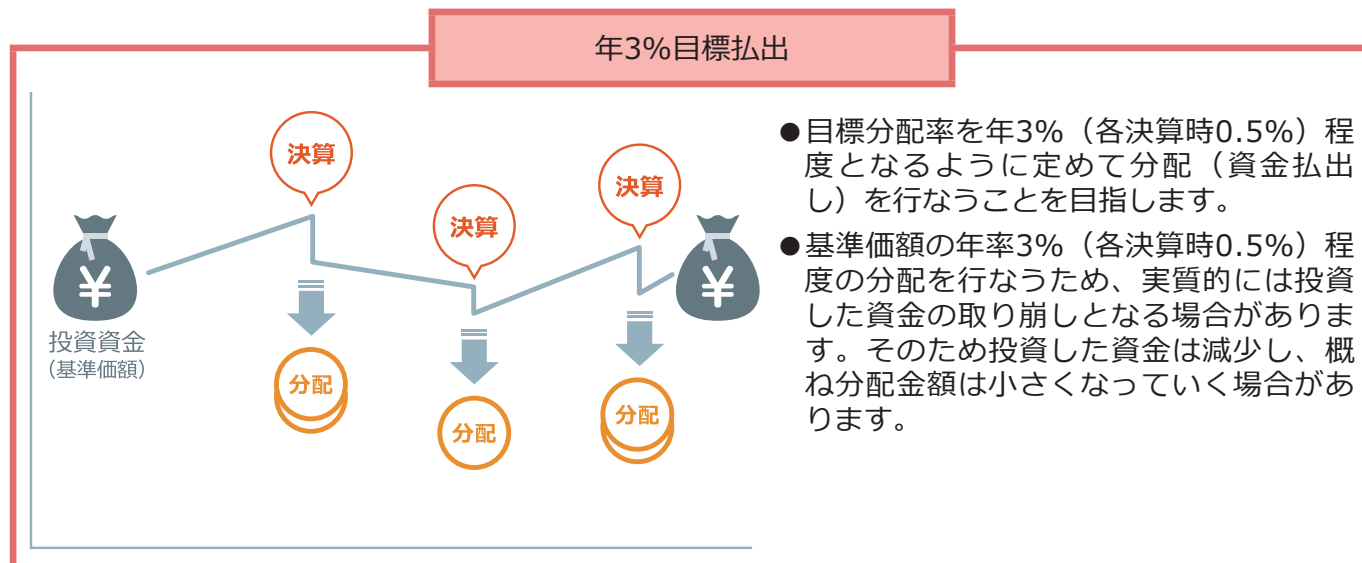 年3%目標払出
決算
決算
決算
¥
¥
投資資金
(基準価額)
分配
分配
分配
●目標分配率を年3%（各決算時0.5%）程
度となるように定めて分配（資金払出
し）を行なうことを目指します。
●基準価額の年率3%（各決算時0.5%）程
度の分配を行なうため、実質的には投資
した資金の取り崩しとなる場合がありま
す。そのため投資した資金は減少し、概
ね分配金額は小さくなっていく場合があ
ります。